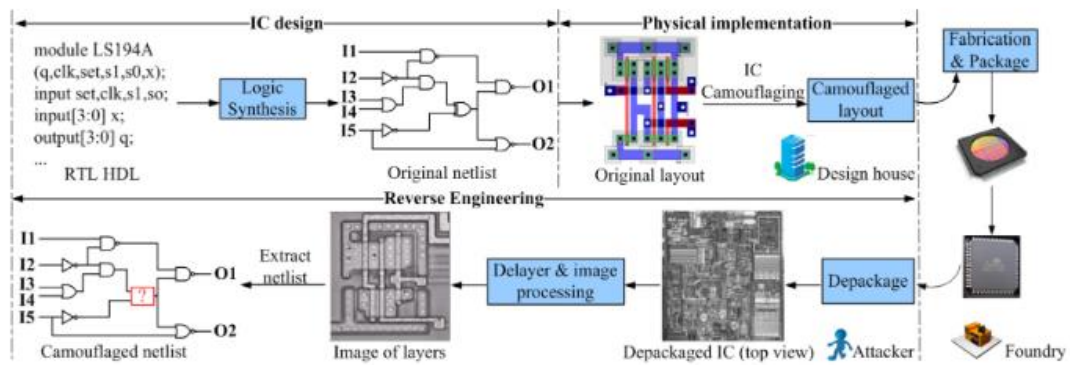 IC design
Physical implementation
module LS194A
(q,clk,set,s1,s0,x);
input set,clk,s1,so;
input[3:0] x;
output[3:0] q;
...
RTL HDL
Logic
Synthesis
I1
I2
I3
I4
I5
O1
O2
Original netlist
Original layout
IC
Camouflaging
Camouflaged
layout
Design house
Fabrication
& Package
Reverse Engineering
I1
I2
I3
I4
I5
?
O1
O2
Camouflaged netlist
Extract
netlist
Image of layers
Delayer & image
processing
Depackaged IC (top view)
Depackage
Attacker
Foundry